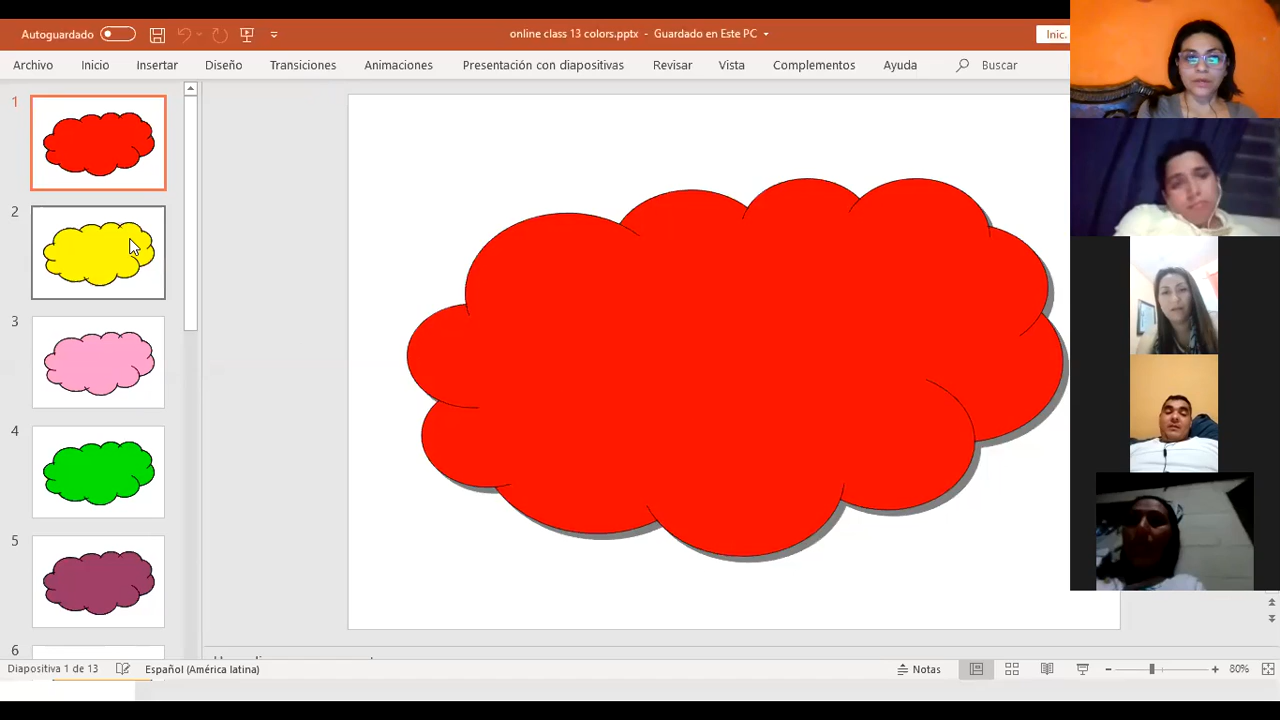 Autoguardado
online class 13 colors.pptx - Guardado en Este PC
Inic.
Archivo Inicio Insertar Diseño Transiciones Animaciones Presentación con diapositivas Revisar Vista Complementos Ayuda Buscar
1
2
3
4
5
6
Diapositiva 1 de 13 Español (América latina) Notas 80%